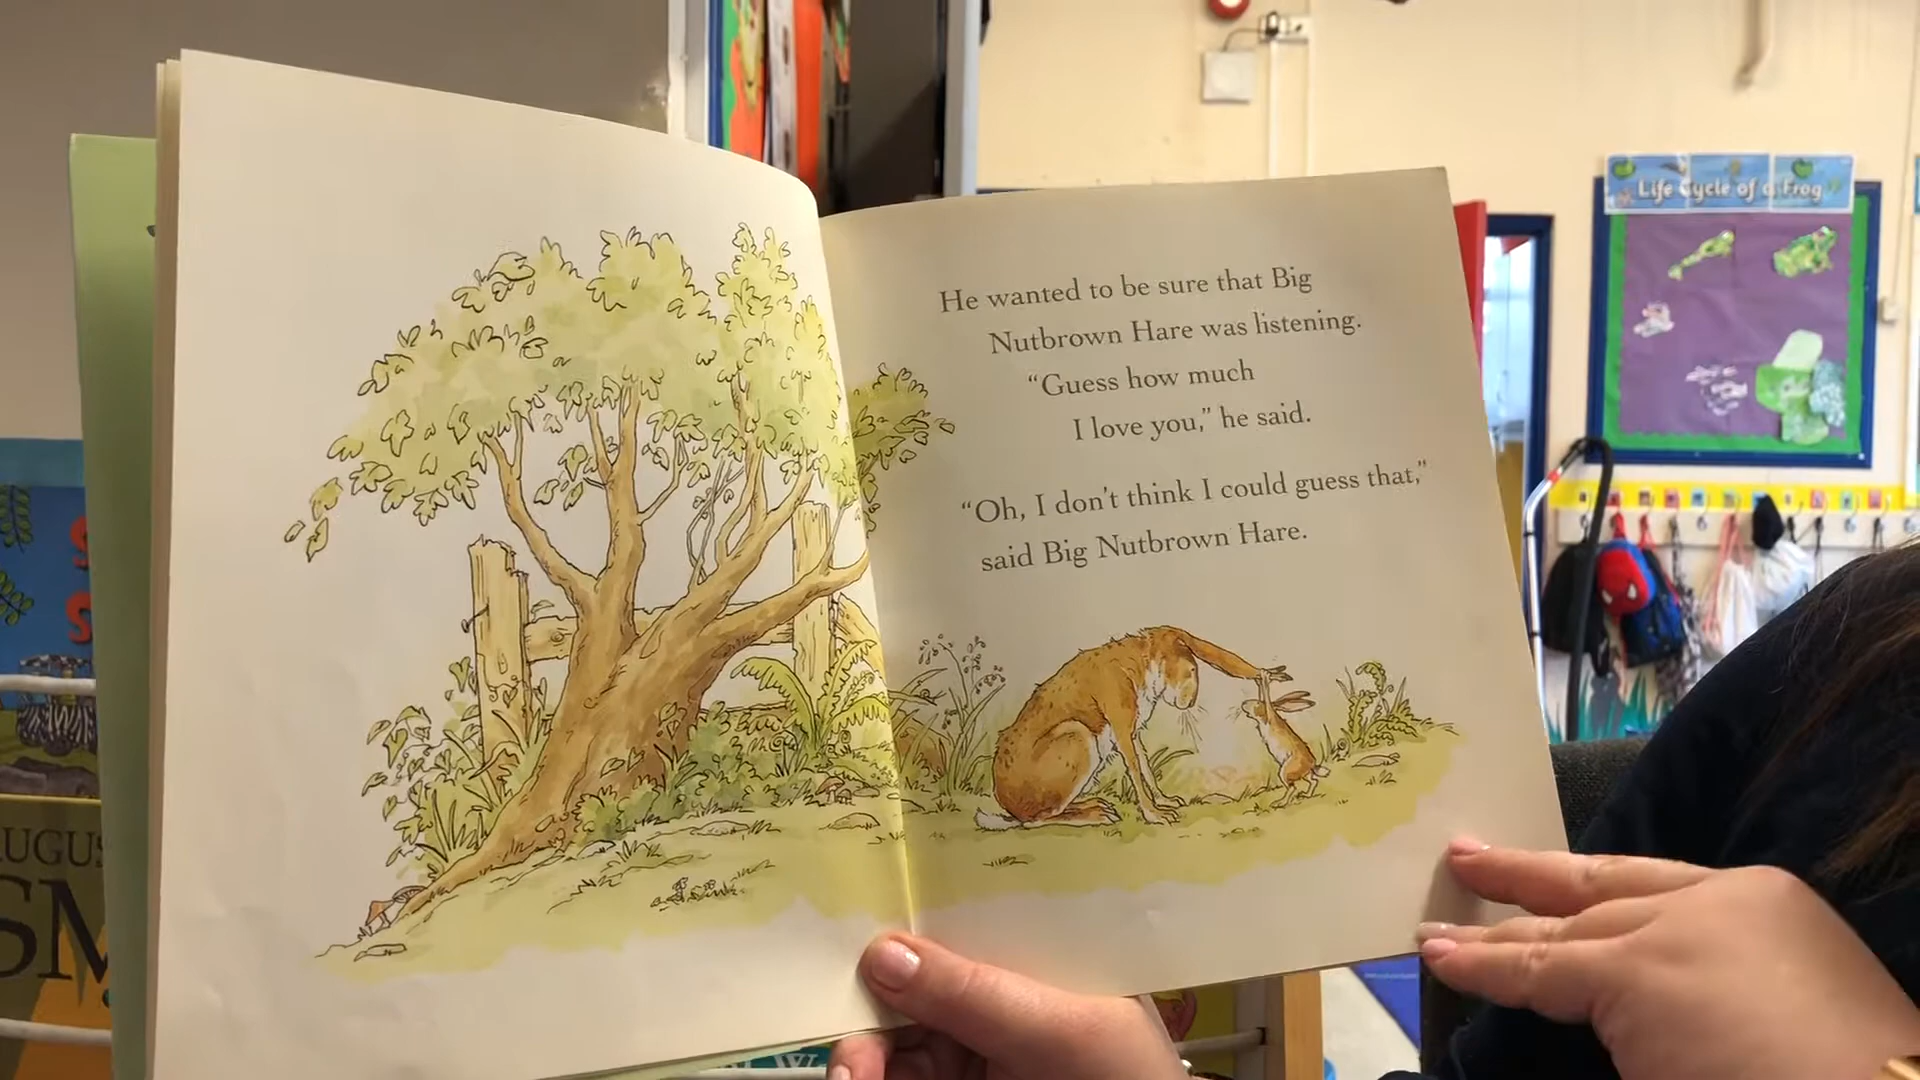 He wanted to be sure that Big
Nutbrown Hare was listening.
"Guess how much
I love you," he said.
"Oh, I don't think I could guess that,"
said Big Nutbrown Hare.
Life Cycle of a Frog